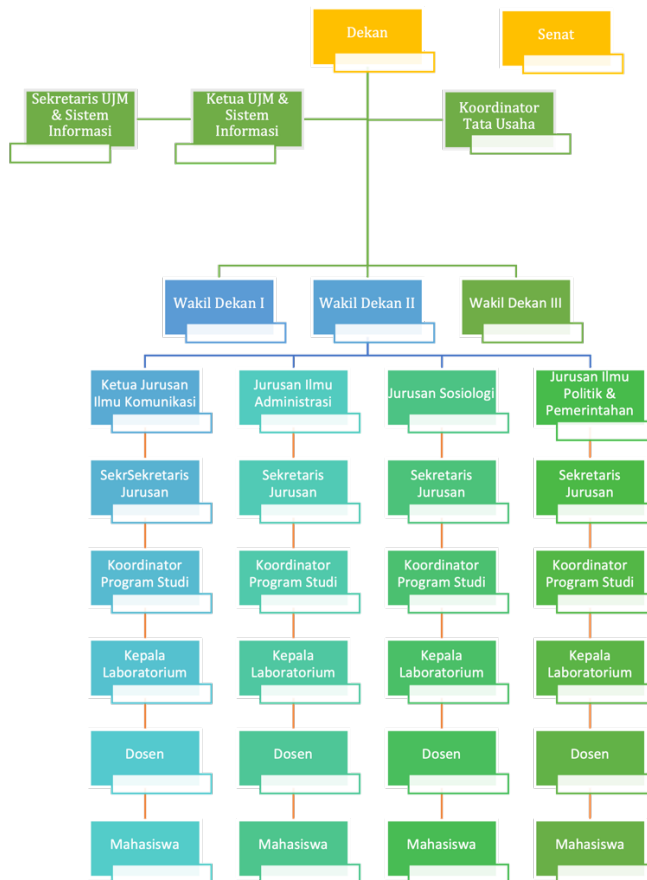 Dekan
Senat
Sekretaris UJM
& Sistem
Informasi
Ketua UJM &
Sistem
Informasi
Koordinator
Tata Usaha
Wakil Dekan I
Wakil Dekan II
Wakil Dekan III
Ketua Jurusan
Ilmu Komunikasi
Jurusan Ilmu
Administrasi
Jurusan Sosiologi
Jurusan Ilmu
Politik &
Pemerintahan
SekrSekretaris
Jurusan
Sekretaris
Jurusan
Sekretaris
Jurusan
Sekretaris
Jurusan
Koordinator
Program Studi
Koordinator
Program Studi
Koordinator
Program Studi
Koordinator
Program Studi
Kepala
Laboratorium
Kepala
Laboratorium
Kepala
Laboratorium
Kepala
Laboratorium
Dosen
Dosen
Dosen
Dosen
Mahasiswa
Mahasiswa
Mahasiswa
Mahasiswa